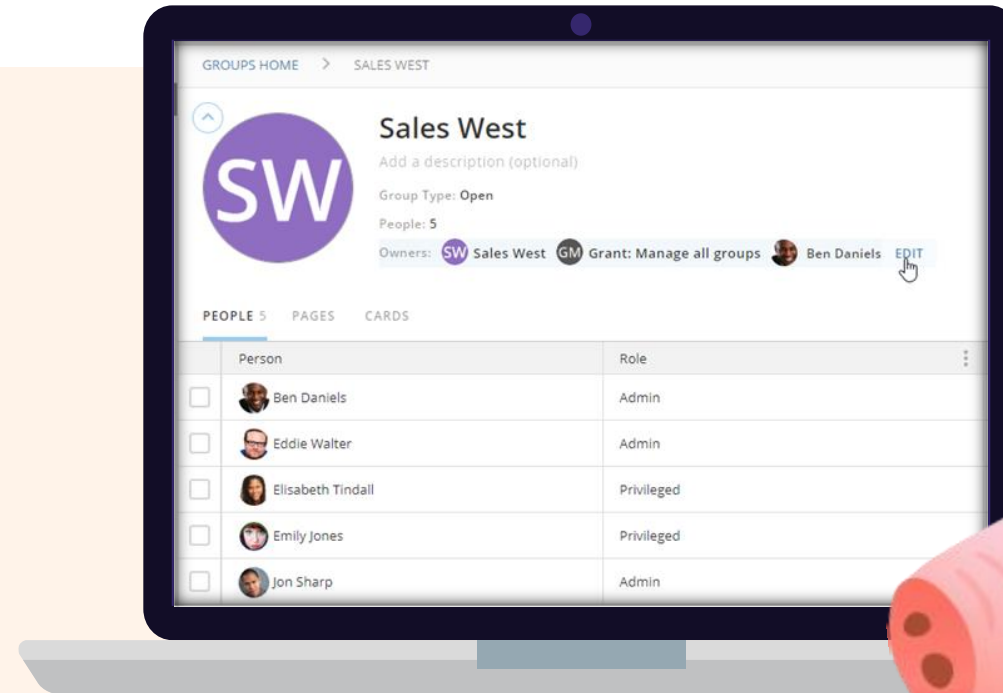 GROUPS HOME > SALES WEST
SW
Sales West
Add a description (optional)
Group Type: Open
People: 5
Owners: SW Sales West GM Grant: Manage all groups Ben Daniels EDIT
PEOPLE 5 PAGES CARDS
Person Role
Ben Daniels Admin
Eddie Walter Admin
Elisabeth Tindall Privileged
Emily Jones Privileged
Jon Sharp Admin